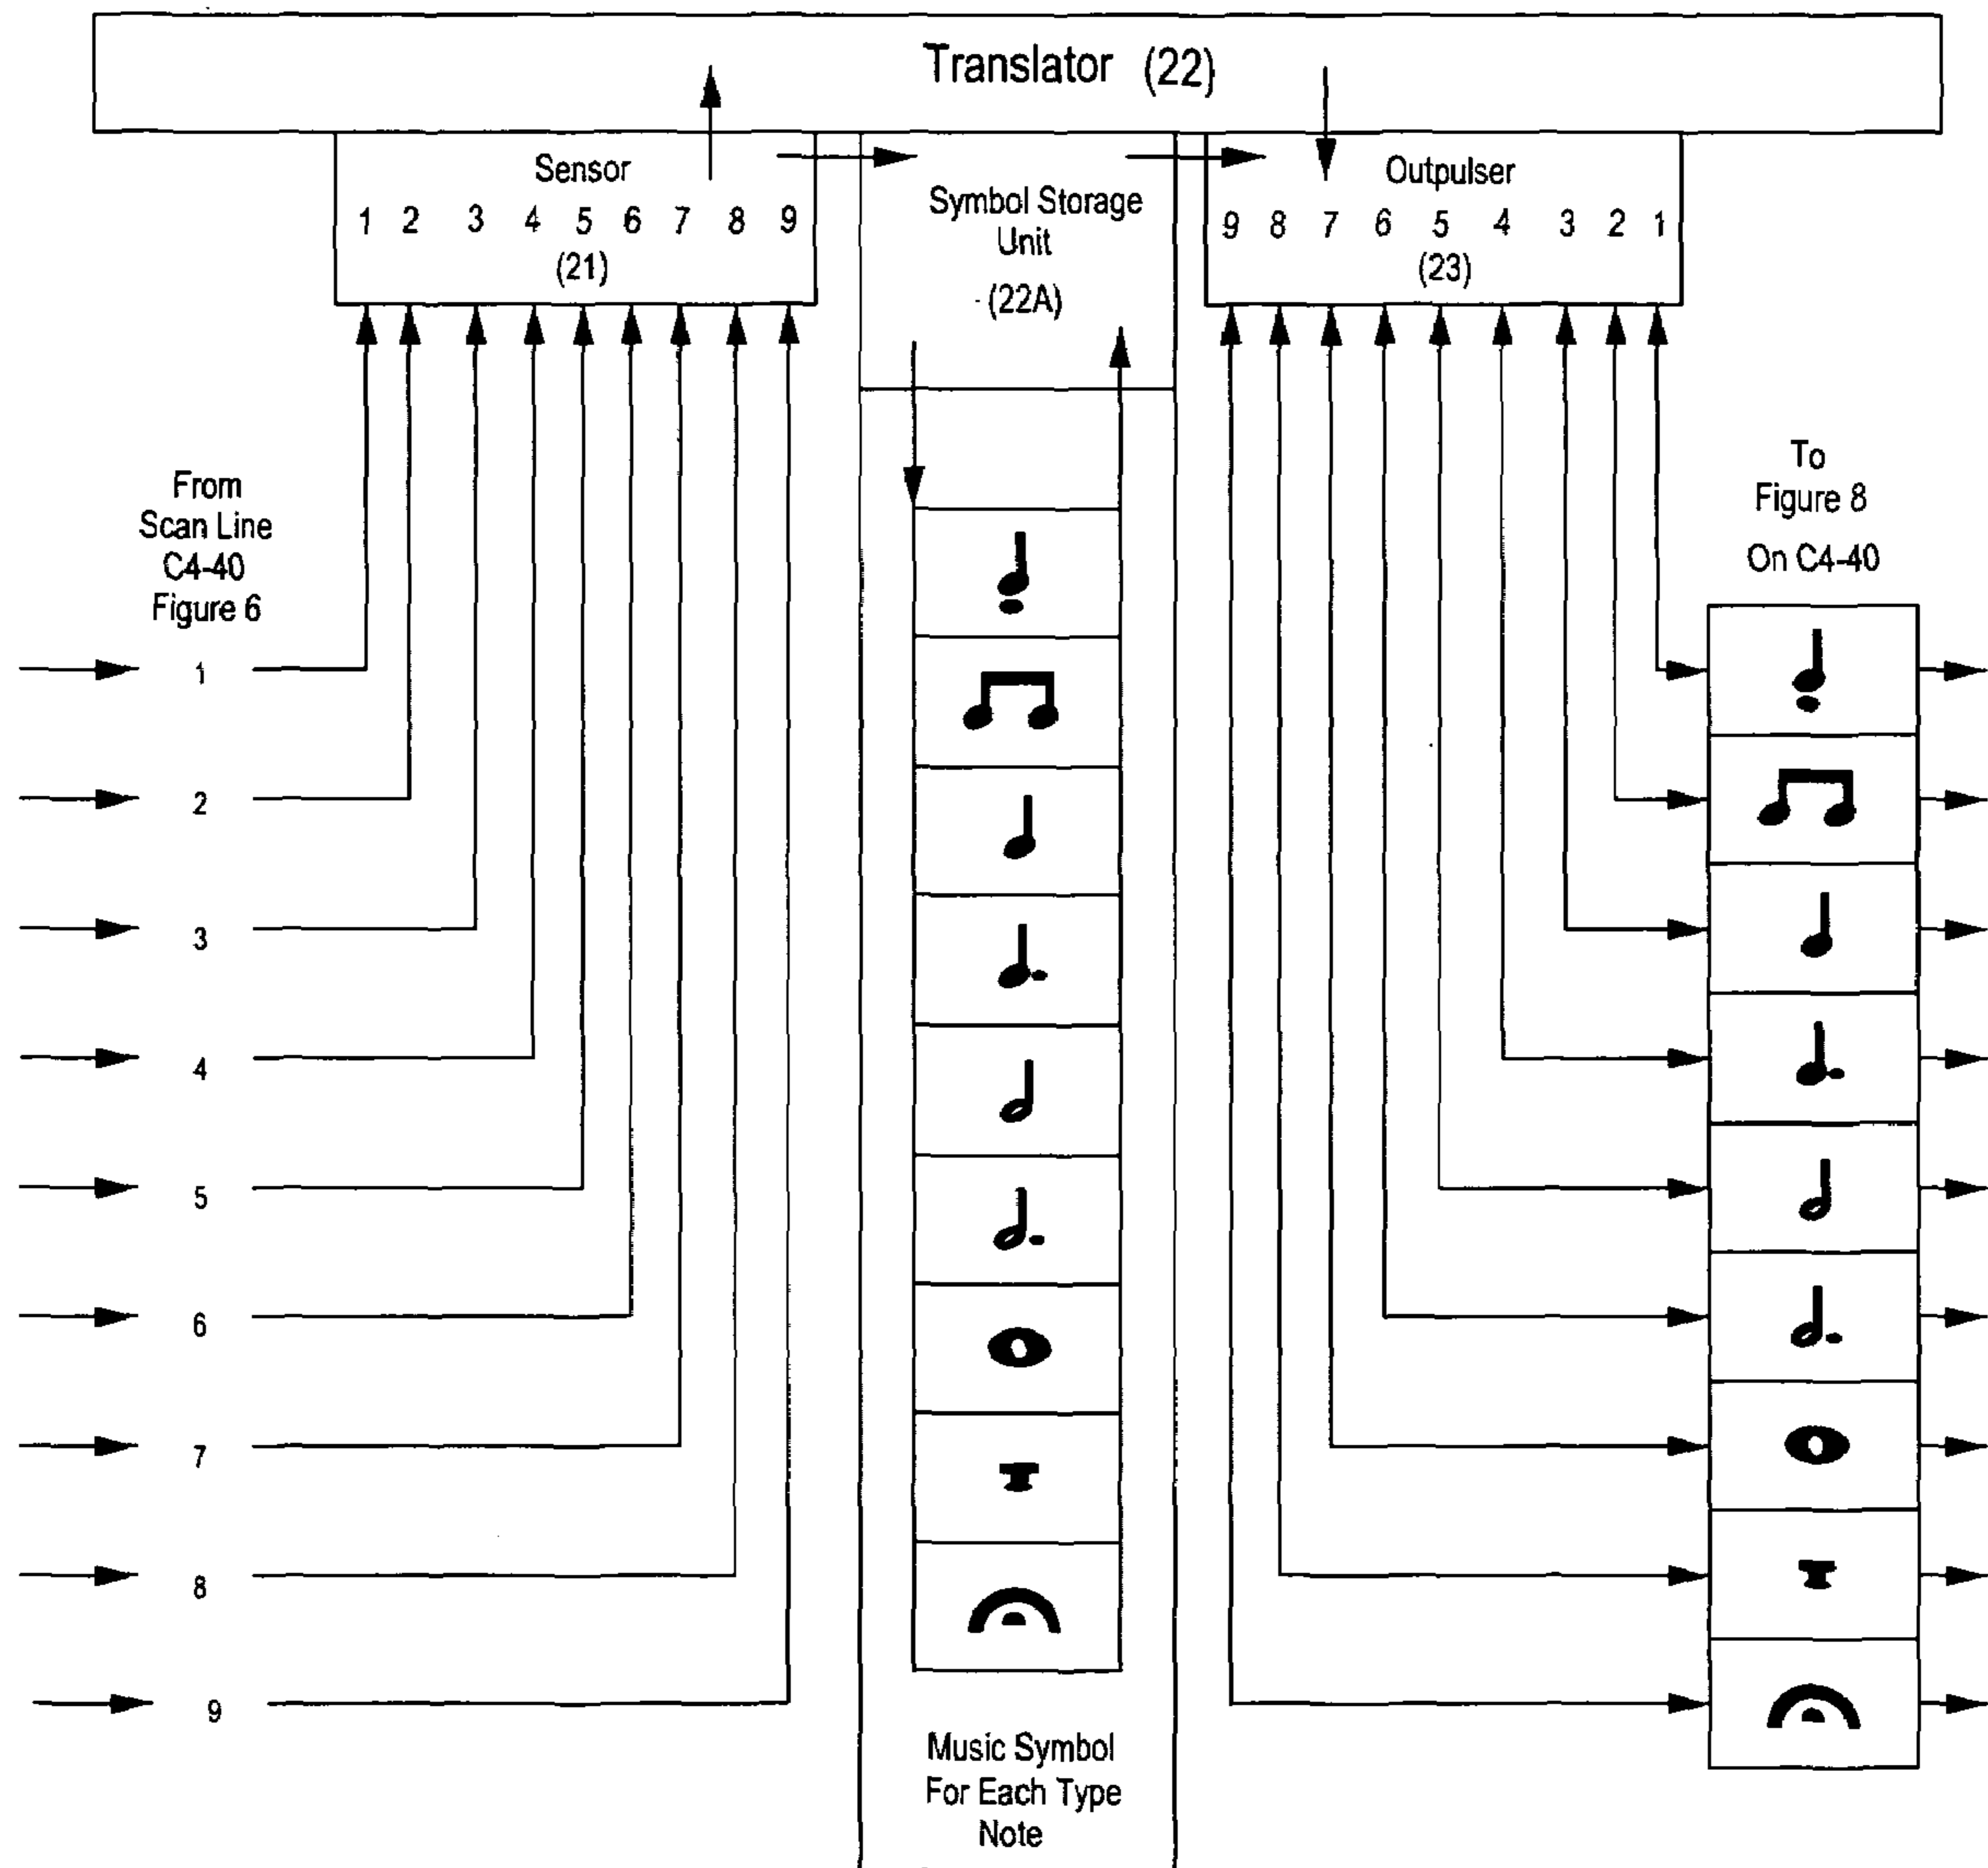 Translator (22)
Sensor
1 2 3 4 5 6 7 8 9
(21)
Symbol Storage
Unit
(22A)
Outpulser
9 8 7 6 5 4 3 2 1
(23)
From
Scan Line
C4-40
Figure 6
1
2
3
4
5
6
7
8
9
To
Figure 8
On C4-40
Music Symbol
For Each Type
Note